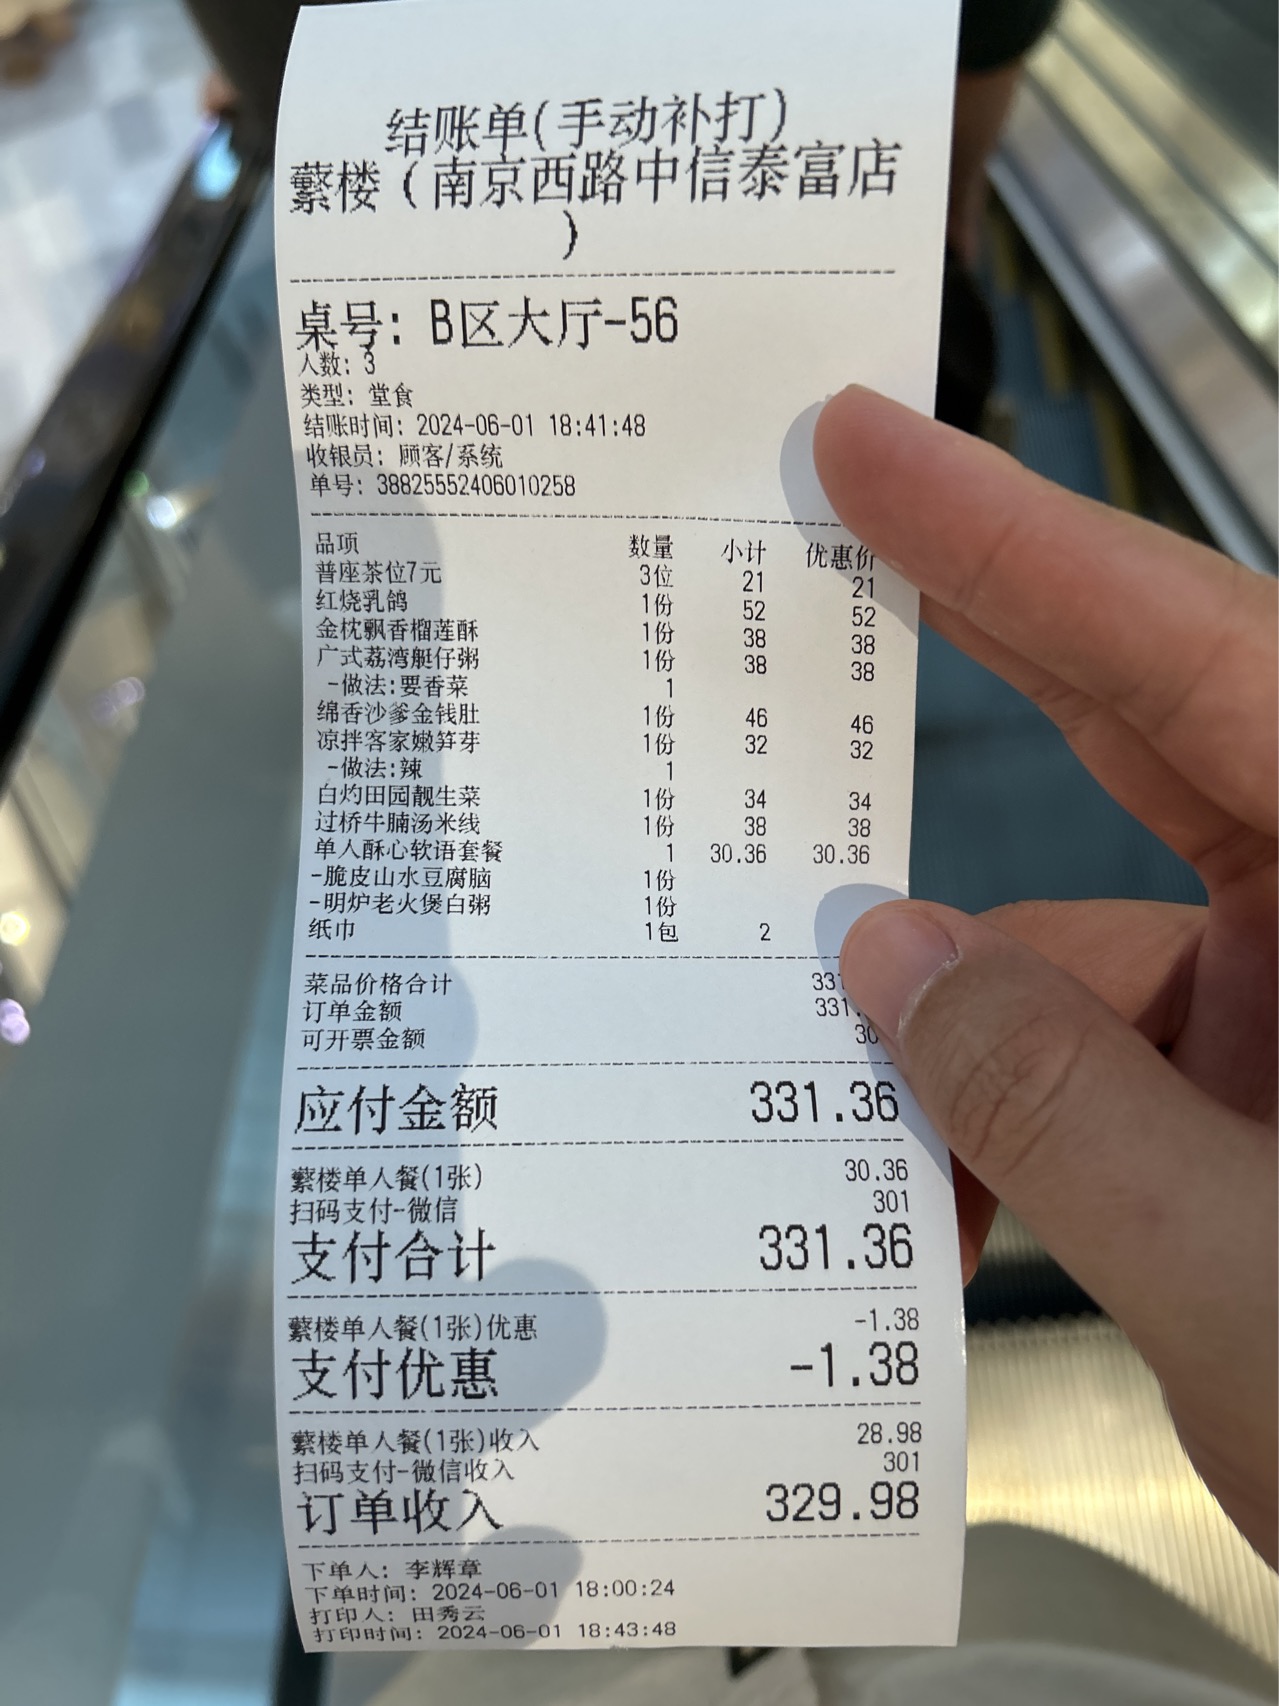 结账单(手动补打)
蘩楼（南京西路中信泰富店
）
桌号: B区大厅-56
人数: 3
类型: 堂食
结账时间: 2024-06-01 18:41:48
收银员: 顾客/系统
单号: 38825552406010258
品项 数量 小计 优惠价
普座茶位7元 3位 21 21
红烧乳鸽 1份 52 52
金枕飘香榴莲酥 1份 38 38
广式荔湾艇仔粥 1份 38 38
-做法:要香菜 1
绵香沙爹金钱肚 1份 46 46
凉拌客家嫩笋芽 1份 32 32
-做法:辣 1
白灼田园靓生菜 1份 34 34
过桥牛腩汤米线 1份 38 38
单人酥心软语套餐 1 30.36 30.36
-脆皮山水豆腐脑 1份
-明炉老火煲白粥 1份
纸巾 1包 2
菜品价格合计
订单金额
可开票金额
应付金额 331.36
蘩楼单人餐(1张) 30.36
扫码支付-微信 301
支付合计 331.36
蘩楼单人餐(1张)优惠 -1.38
支付优惠 -1.38
蘩楼单人餐(1张)收入 28.98
扫码支付-微信收入 301
订单收入 329.98
下单人: 李辉章
下单时间: 2024-06-01 18:00:24
打印人: 田秀云
打印时间: 2024-06-01 18:43:48